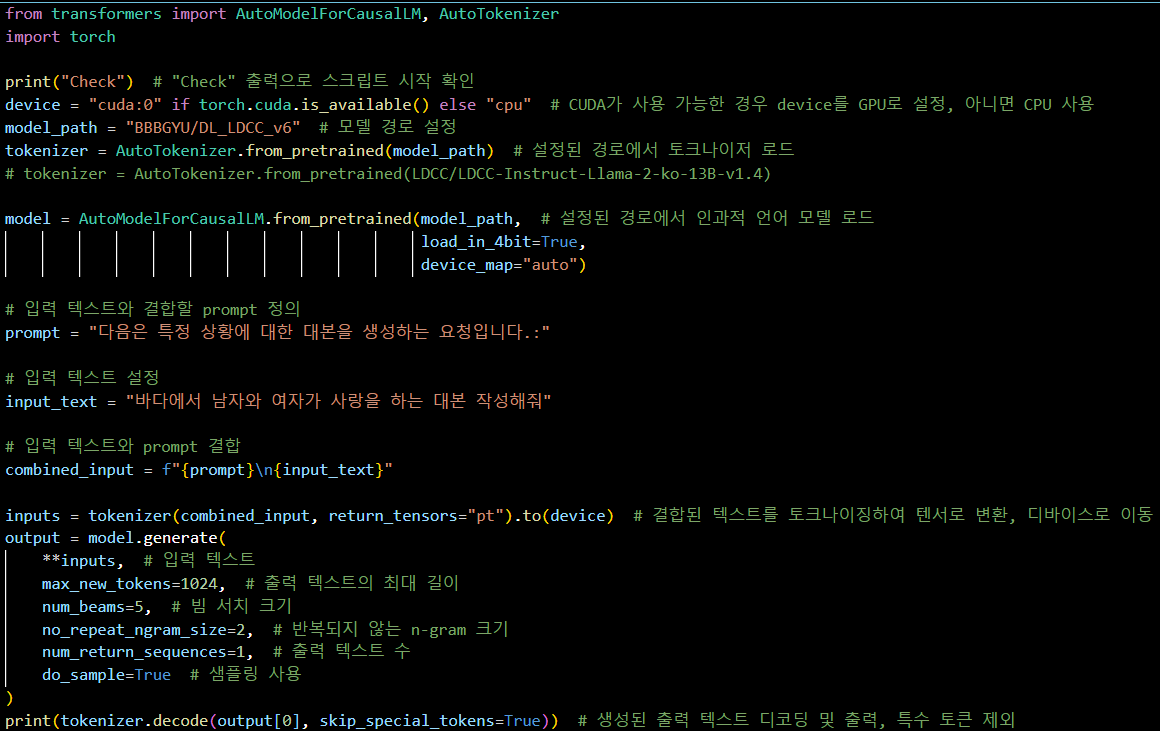 from transformers import AutoModelForCausalLM, AutoTokenizer
import torch
print("Check")  # "Check" 출력으로 스크립트 시작 확인
device = "cuda:0" if torch.cuda.is_available() else "cpu"  # CUDA가 사용 가능한 경우 device를 GPU로 설정, 아니면 CPU 사용
model_path = "BBBGYU/DL_LDCC_v6"  # 모델 경로 설정
tokenizer = AutoTokenizer.from_pretrained(model_path)  # 설정된 경로에서 토크나이저 로드
# tokenizer = AutoTokenizer.from_pretrained(LDCC/LDCC-Instruct-Llama-2-ko-13B-v1.4)
model = AutoModelForCausalLM.from_pretrained(model_path,  # 설정된 경로에서 인과적 언어 모델 로드
load_in_4bit=True,
device_map="auto")
# 입력 텍스트와 결합할 prompt 정의
prompt = "다음은 특정 상황에 대한 대본을 생성하는 요청입니다.:"
# 입력 텍스트 설정
input_text = "바다에서 남자와 여자가 사랑을 하는 대본 작성해줘"
# 입력 텍스트와 prompt 결합
combined_input = f"{prompt}\n{input_text}"
inputs = tokenizer(combined_input, return_tensors="pt").to(device)  # 결합된 텍스트를 토크나이징하여 텐서로 변환, 디바이스로 이동
output = model.generate(
**inputs,  # 입력 텍스트
max_new_tokens=1024,  # 출력 텍스트의 최대 길이
num_beams=5,  # 빔 서치 크기
no_repeat_ngram_size=2,  # 반복되지 않는 n-gram 크기
num_return_sequences=1,  # 출력 텍스트 수
do_sample=True  # 샘플링 사용
)
print(tokenizer.decode(output[0], skip_special_tokens=True))  # 생성된 출력 텍스트 디코딩 및 출력, 특수 토큰 제외